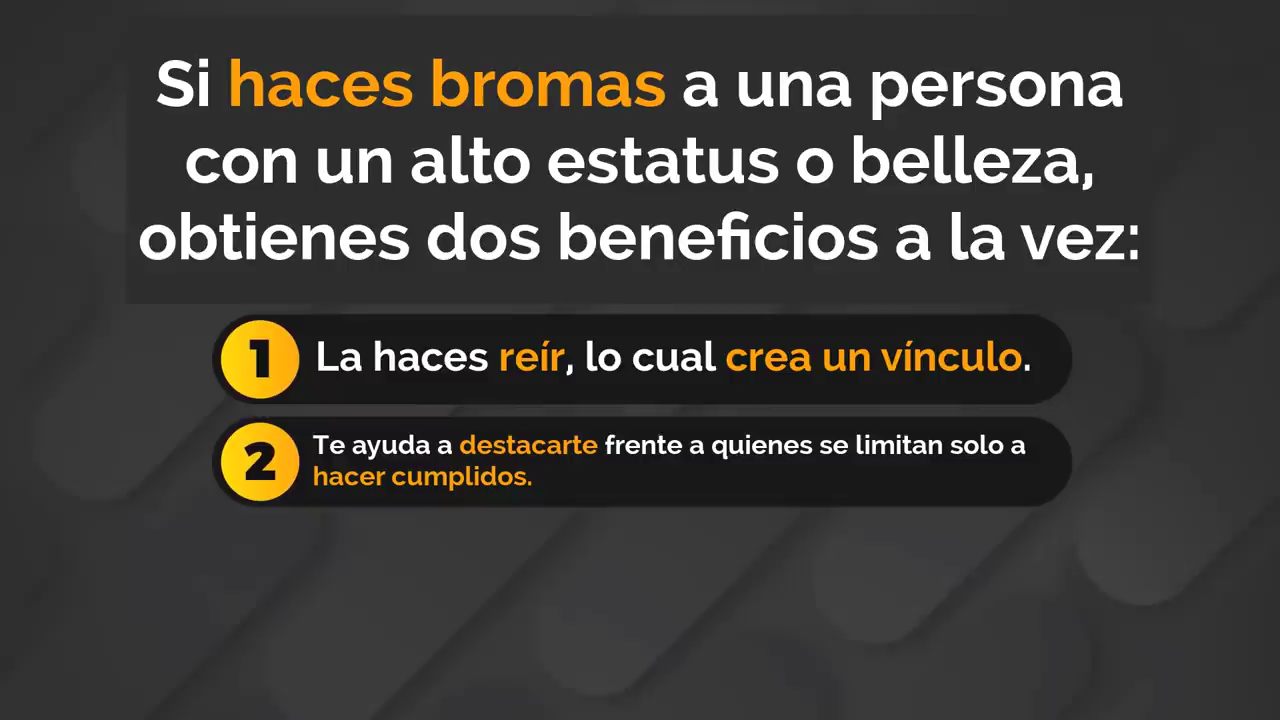 Si haces bromas a una persona
con un alto estatus o belleza,
obtienes dos beneficios a la vez:
1 La haces reír, lo cual crea un vínculo.
2 Te ayuda a destacarte frente a quienes se limitan solo a
hacer cumplidos.